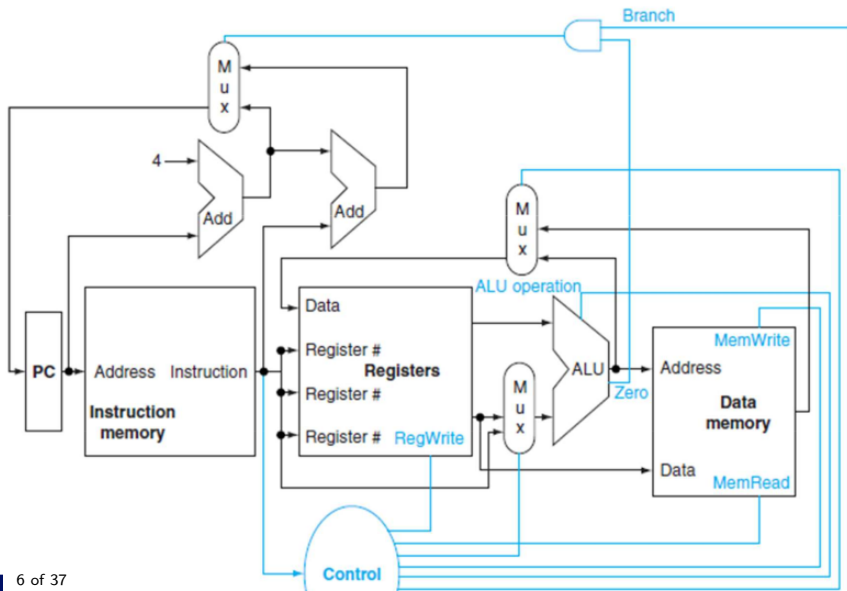 Branch
M
u
x
4
Add
Add
M
u
x
ALU operation
Data
Register #
Registers
Register #
Register #
RegWrite
PC
Address
Instruction
Instruction
memory
M
u
x
ALU
Zero
MemWrite
Address
Data
memory
Data
MemRead
Control
6 of 37